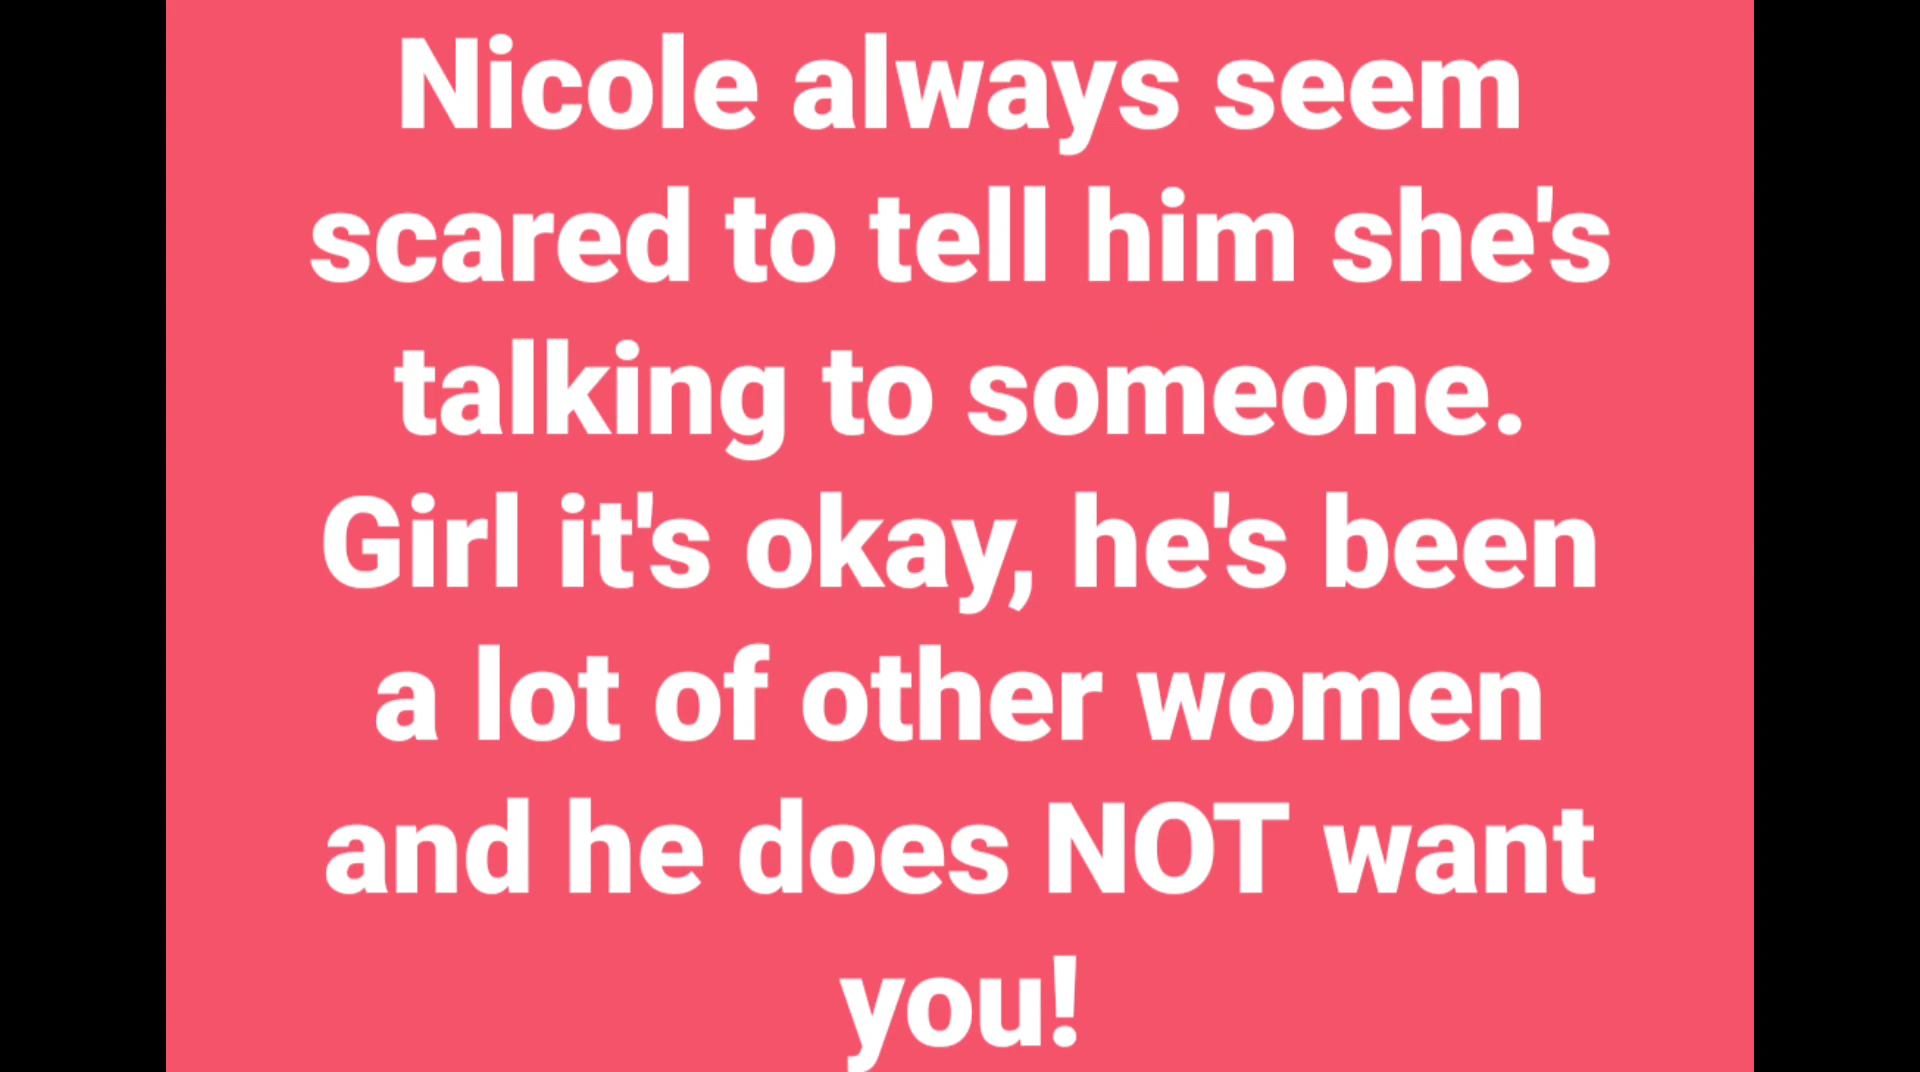 Nicole always seem
scared to tell him she's
talking to someone.
Girl it's okay, he's been
a lot of other women
and he does NOT want
you!